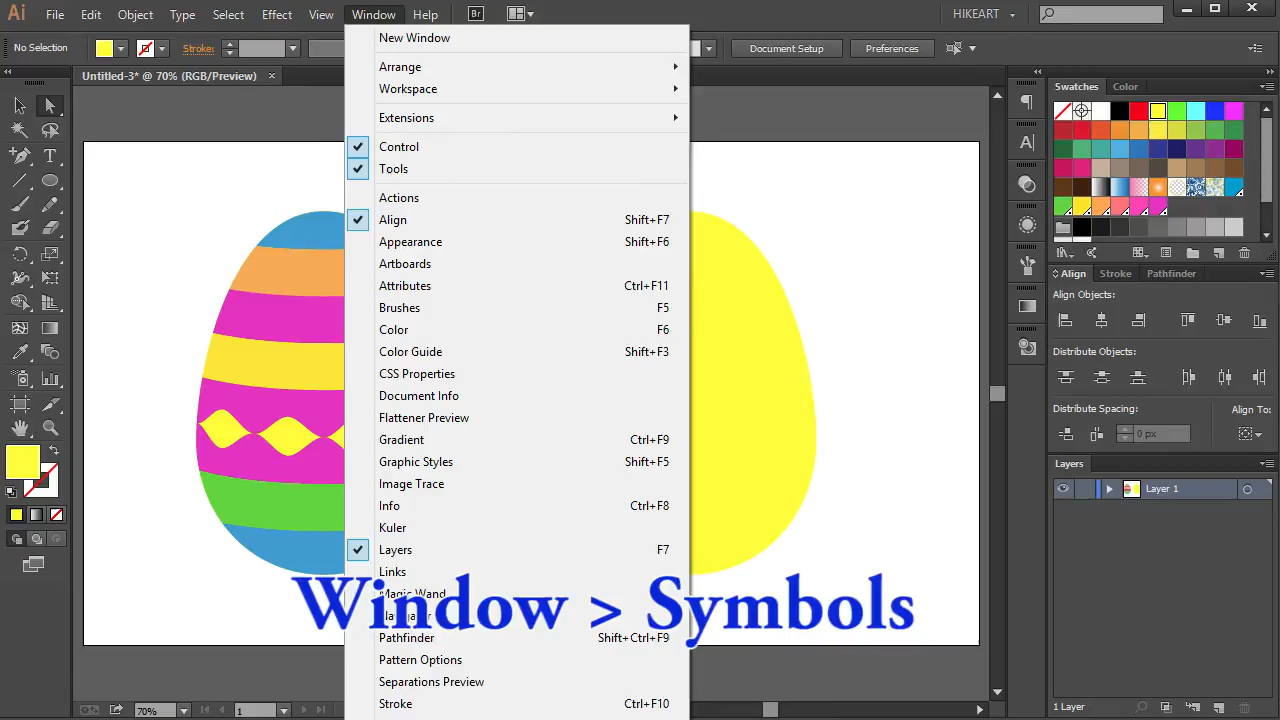 Ai File Edit Object Type Select Effect View Window Help Br HIKEART
No Selection Stroke: Document Setup Preferences
Untitled-3* @ 70% (RGB/Preview) ×
New Window
Arrange
Workspace
Extensions
Control
Tools
Actions
Align Shift+F7
Appearance Shift+F6
Artboards
Attributes Ctrl+F11
Brushes F5
Color F6
Color Guide Shift+F3
CSS Properties
Document Info
Flattener Preview
Gradient Ctrl+F9
Graphic Styles Shift+F5
Image Trace
Info Ctrl+F8
Kuler
Layers F7
Links
Magic Wand
Pathfinder Shift+Ctrl+F9
Pattern Options
Separations Preview
Stroke Ctrl+F10
Window > Symbols
Swatches Color
Align Stroke Pathfinder
Align Objects:
Distribute Objects:
Distribute Spacing: Align To:
0 px
Layers
Layer 1
1 Layer
70% 1